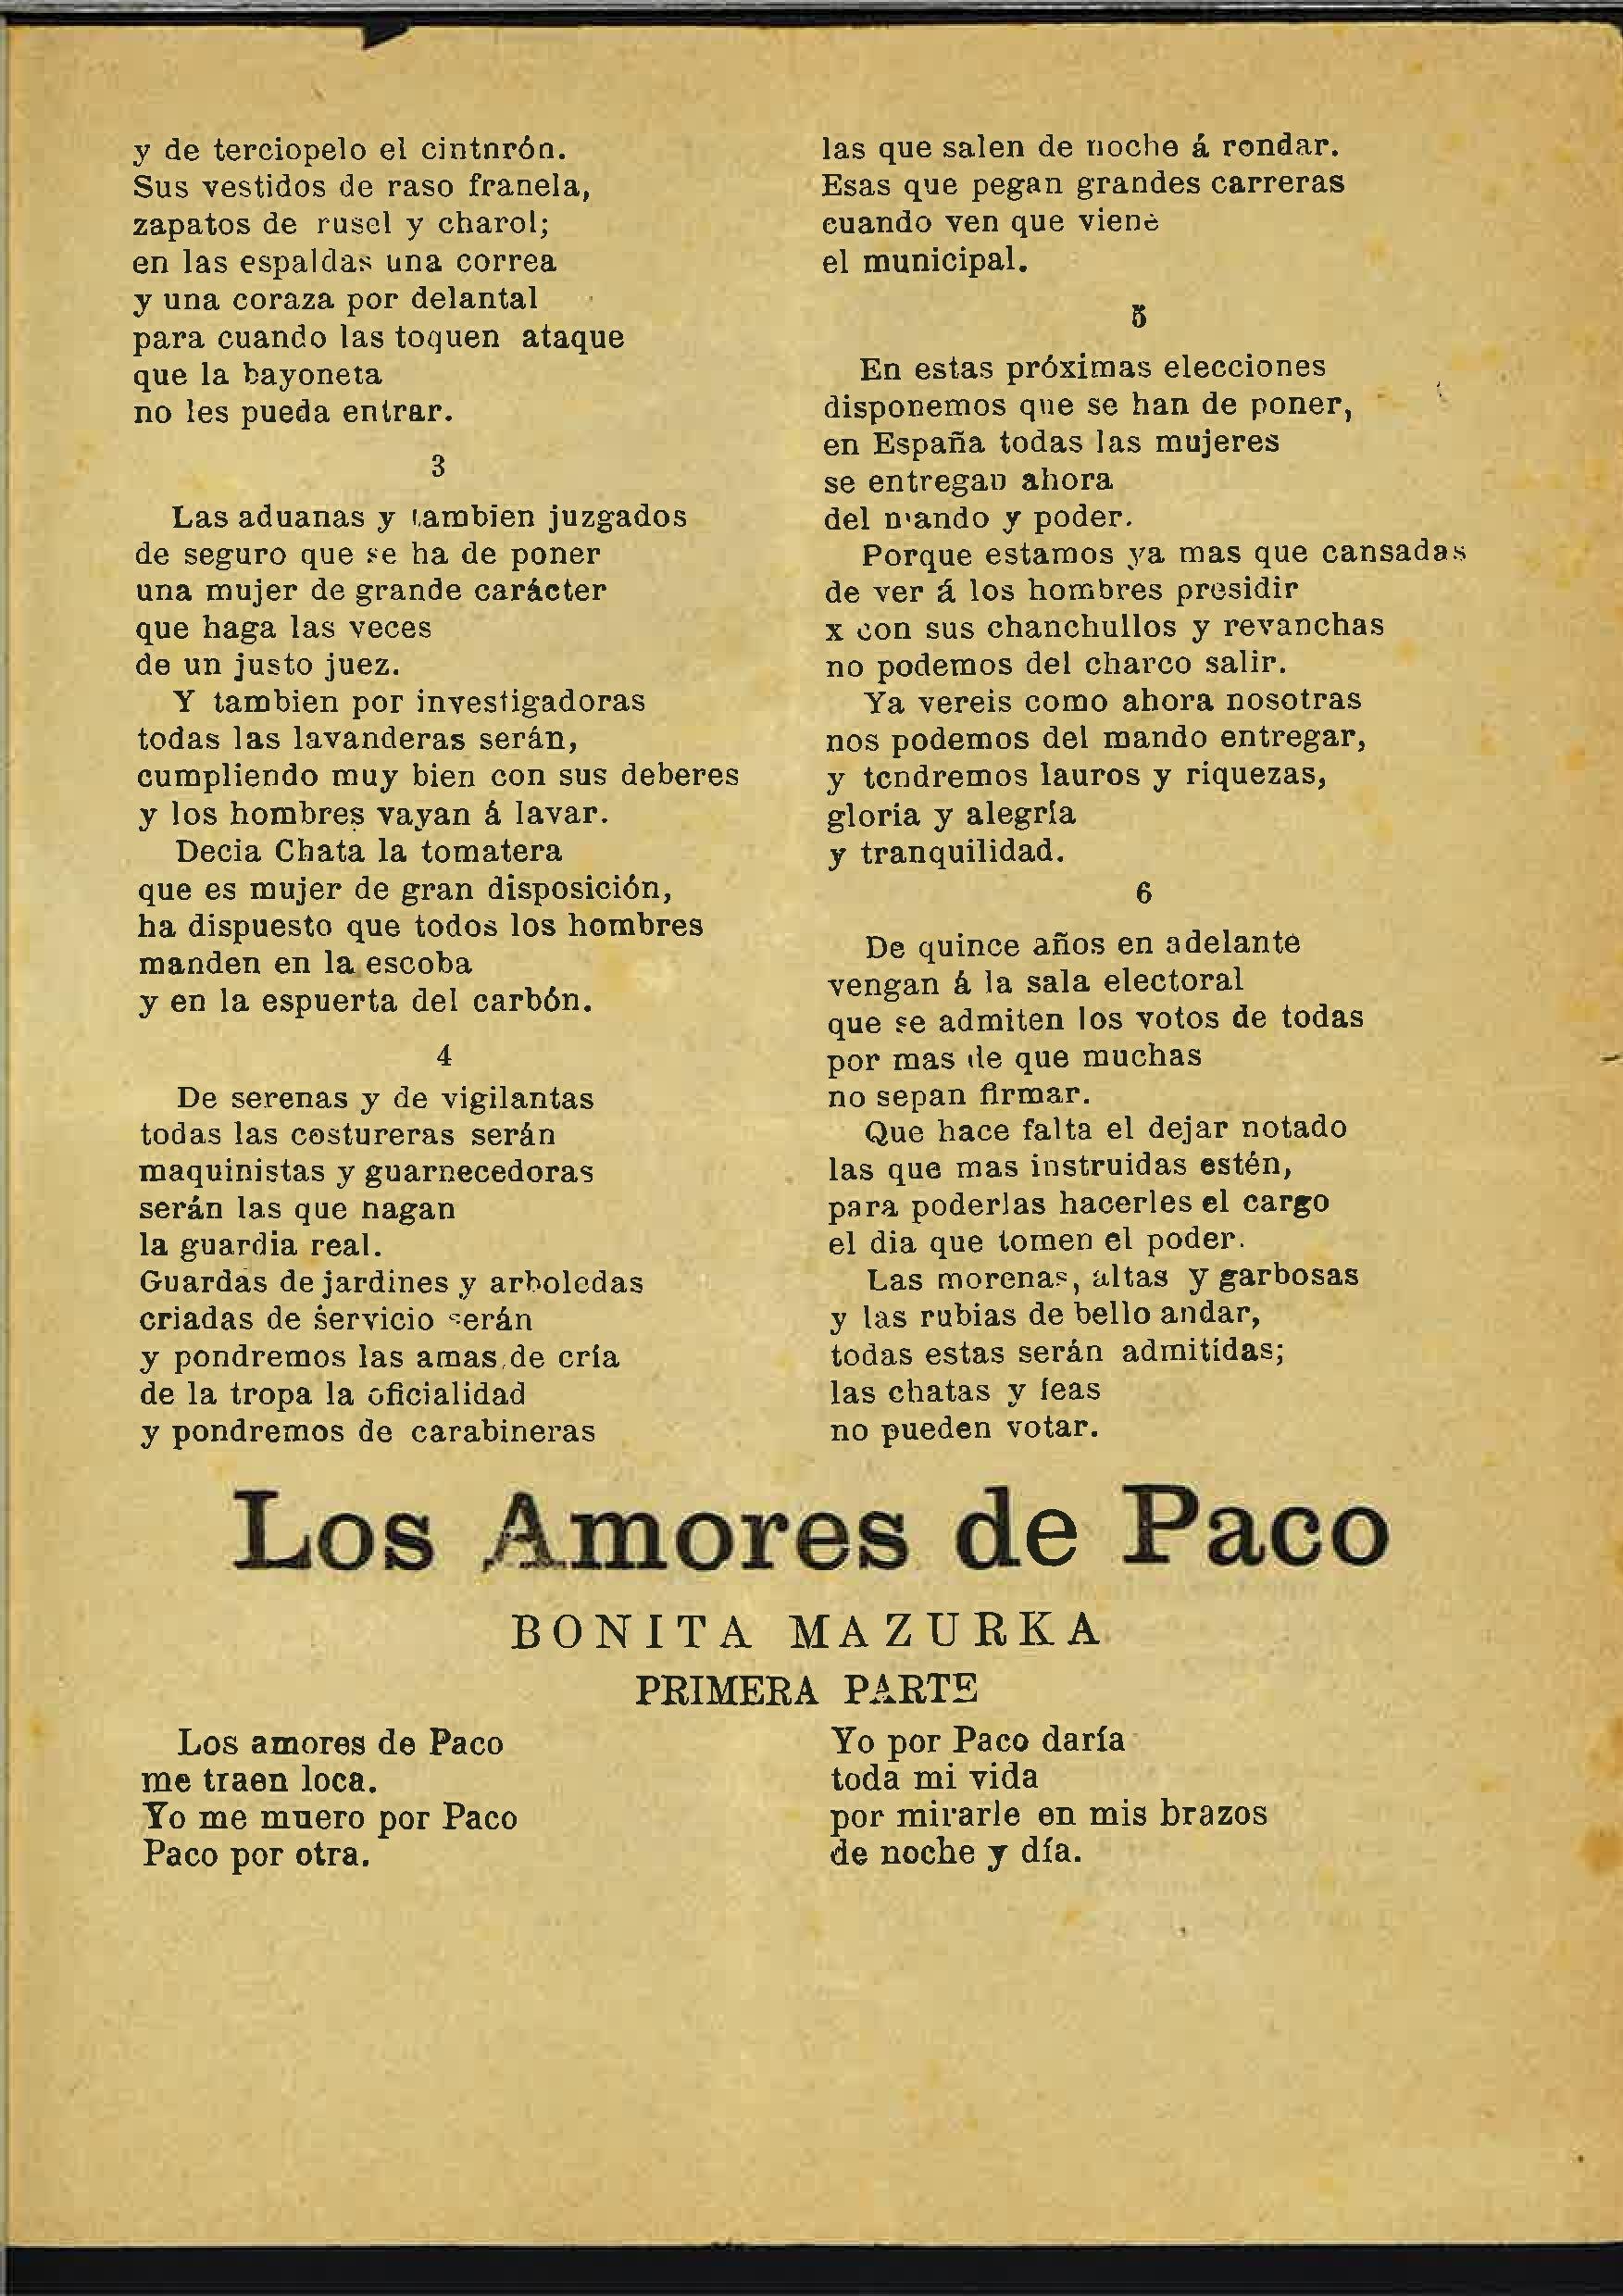 y de terciopelo el cintnrón.
Sus vestidos de raso franela,
zapatos de rusel y charol;
en las espaldas una correa
y una coraza por delantal
para cuando las toquen ataque
que la bayoneta
no les pueda entrar.
3
Las aduanas y tambien juzgados
de seguro que se ha de poner
una mujer de grande carácter
que haga las veces
de un justo juez.
Y tambien por investigadoras
todas las lavanderas serán,
cumpliendo muy bien con sus deberes
y los hombres vayan á lavar.
Decia Chata la tomatera
que es mujer de gran disposición,
ha dispuesto que todos los hombres
manden en la escoba
y en la espuerta del carbón.
4
De serenas y de vigilantas
todas las costureras serán
maquinistas y guarnecedoras
serán las que hagan
la guardia real.
Guardas de jardines y arboledas
criadas de servicio serán
y pondremos las amas de cría
de la tropa la oficialidad
y pondremos de carabineras
las que salen de noche á rondar.
Esas que pegan grandes carreras
cuando ven que viene
el municipal.
5
En estas próximas elecciones
disponemos que se han de poner,
en España todas las mujeres
se entregan ahora
del mando y poder.
Porque estamos ya mas que cansadas
de ver á los hombres presidir
x con sus chanchullos y revanchas
no podemos del charco salir.
Ya vereis como ahora nosotras
nos podemos del mando entregar,
y tendremos lauros y riquezas,
gloria y alegría
y tranquilidad.
6
De quince años en adelante
vengan á la sala electoral
que se admiten los votos de todas
por mas de que muchas
no sepan firmar.
Que hace falta el dejar notado
las que mas instruidas estén,
para poderlas hacerles el cargo
el dia que tomen el poder.
Las morenas, altas y garbosas
y las rubias de bello andar,
todas estas serán admitidas;
las chatas y feas
no pueden votar.
Los Amores de Paco
BONITA MAZURKA
PRIMERA PARTE
Los amores de Paco
me traen loca.
Yo me muero por Paco
Paco por otra.
Yo por Paco daría
toda mi vida
por mirarle en mis brazos
de noche y día.